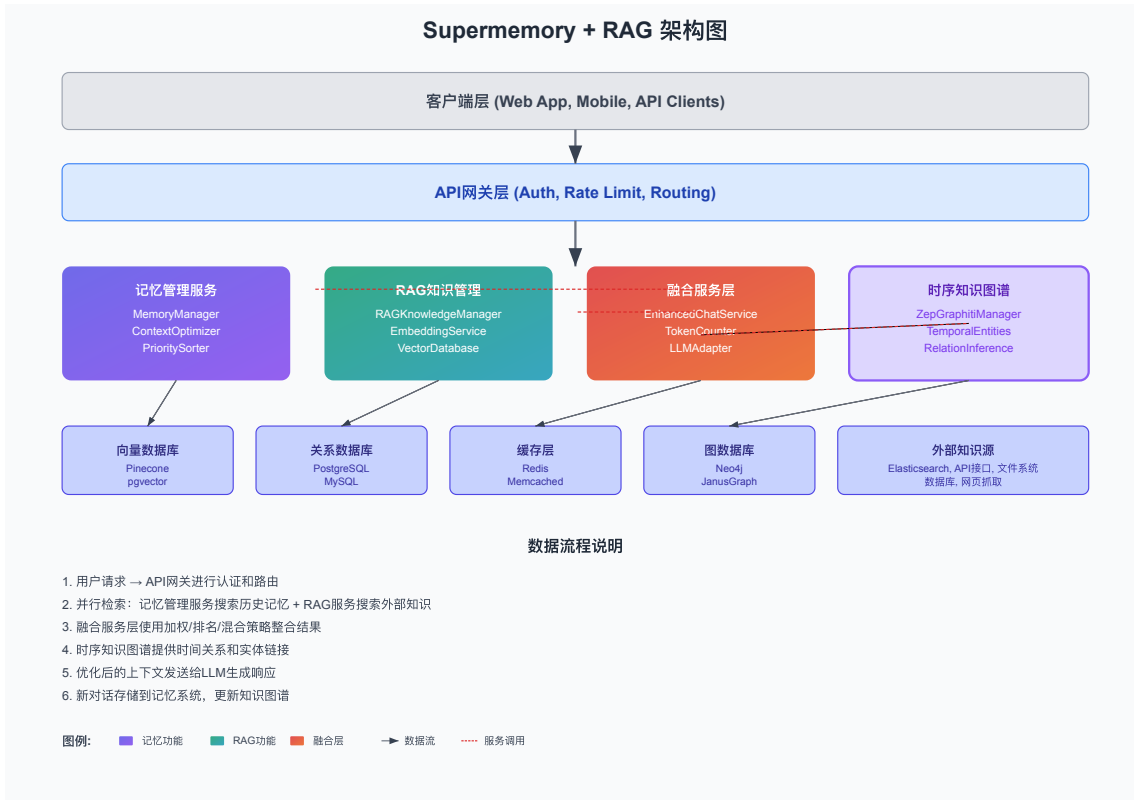 Supermemory + RAG 架构图
客户端层 (Web App, Mobile, API Clients)
API网关层 (Auth, Rate Limit, Routing)
记忆管理服务
MemoryManager
ContextOptimizer
PrioritySorter
RAG知识管理
RAGKnowledgeManager
EmbeddingService
VectorDatabase
融合服务层
EnhancedChatService
TokenCounter
LLMAdapter
时序知识图谱
ZepGraphitiManager
TemporalEntities
RelationInference
向量数据库
Pinecone
pgvector
关系数据库
PostgreSQL
MySQL
缓存层
Redis
Memcached
图数据库
Neo4j
JanusGraph
外部知识源
Elasticsearch, API接口, 文件系统
数据库, 网页抓取
数据流程说明
1. 用户请求 → API网关进行认证和路由
2. 并行检索：记忆管理服务搜索历史记忆 + RAG服务搜索外部知识
3. 融合服务层使用加权/排名/混合策略整合结果
4. 时序知识图谱提供时间关系和实体链接
5. 优化后的上下文发送给LLM生成响应
6. 新对话存储到记忆系统，更新知识图谱
图例: 记忆功能 RAG功能 融合层 数据流 服务调用